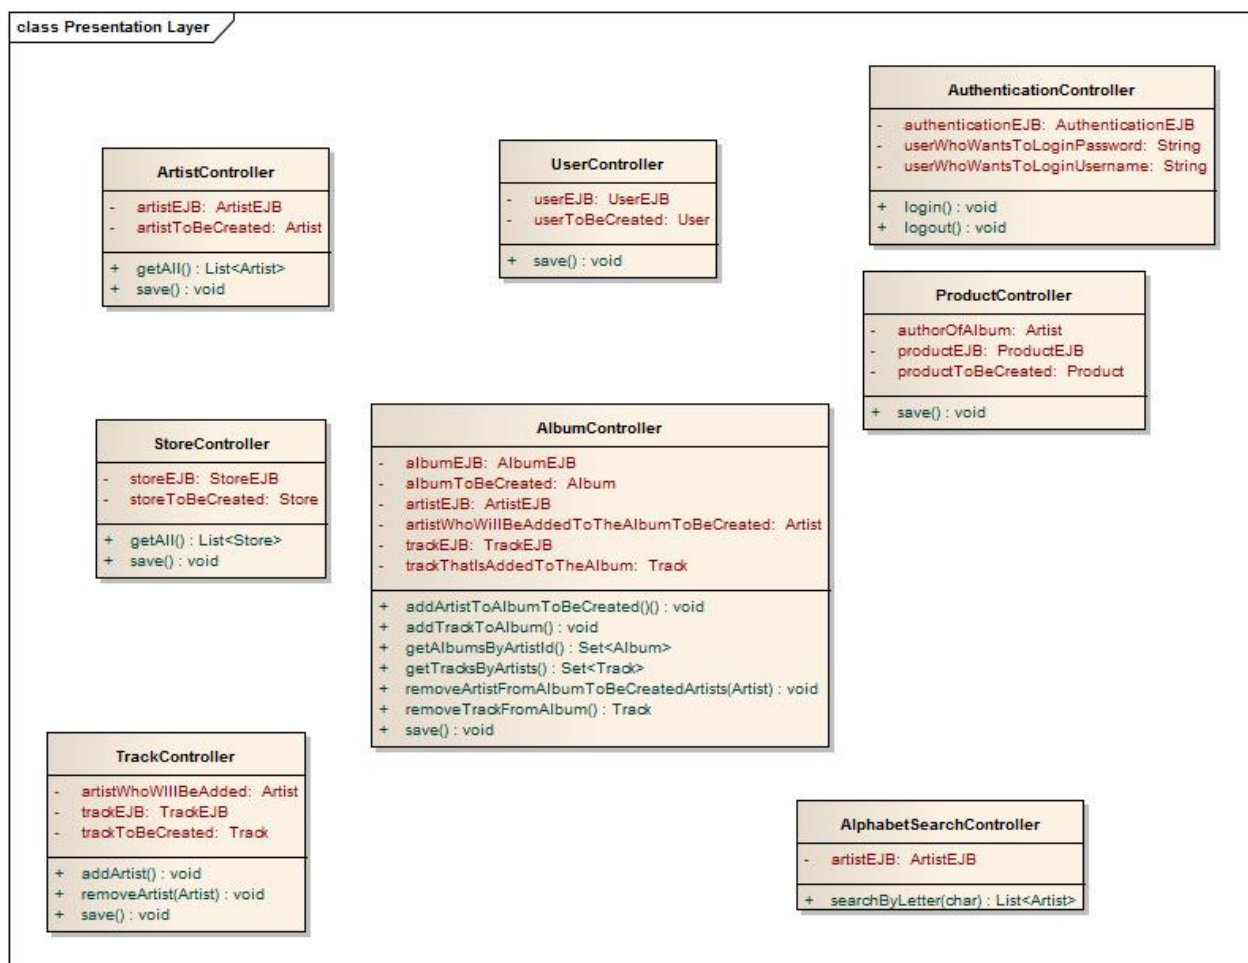 class Presentation Layer
AuthenticationController
- authenticationEJB: AuthenticationEJB
- userWhoWantsToLoginPassword: String
- userWhoWantsToLoginUsername: String
+ login() : void
+ logout() : void
ArtistController
- artistEJB: ArtistEJB
- artistToBeCreated: Artist
+ getAll() : List<Artist>
+ save() : void
UserController
- userEJB: UserEJB
- userToBeCreated: User
+ save() : void
ProductController
- authorOfAlbum: Artist
- productEJB: ProductEJB
- productToBeCreated: Product
+ save() : void
StoreController
- storeEJB: StoreEJB
- storeToBeCreated: Store
+ getAll() : List<Store>
+ save() : void
AlbumController
- albumEJB: AlbumEJB
- albumToBeCreated: Album
- artistEJB: ArtistEJB
- artistWhoWillBeAddedToTheAlbumToBeCreated: Artist
- trackEJB: TrackEJB
- trackThatIsAddedToTheAlbum: Track
+ addArtistToAlbumToBeCreated()() : void
+ addTrackToAlbum() : void
+ getAlbumsByArtistId() : Set<Album>
+ getTracksByArtists() : Set<Track>
+ removeArtistFromAlbumToBeCreatedArtists(Artist) : void
+ removeTrackFromAlbum() : Track
+ save() : void
TrackController
- artistWhoWillBeAdded: Artist
- trackEJB: TrackEJB
- trackToBeCreated: Track
+ addArtist() : void
+ removeArtist(Artist) : void
+ save() : void
AlphabetSearchController
- artistEJB: ArtistEJB
+ searchByLetter(char) : List<Artist>